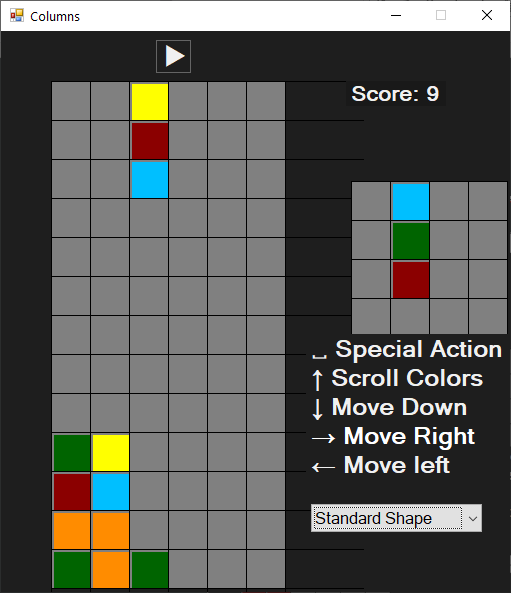 Columns
Score: 9
␣ Special Action
↑ Scroll Colors
↓ Move Down
→ Move Right
← Move left
Standard Shape